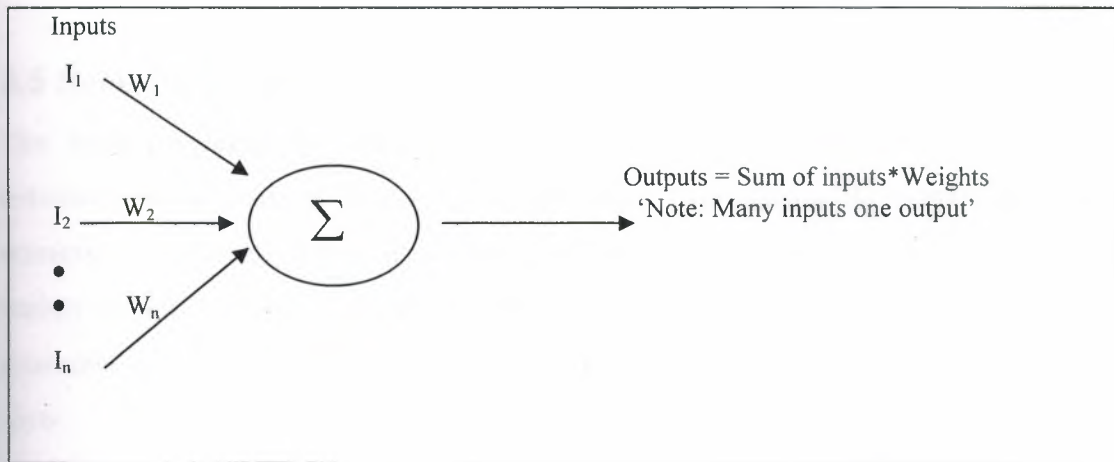 Inputs
I₁ W₁
Outputs = Sum of inputs*Weights
I₂ W₂ Σ ‘Note: Many inputs one output’
•
• Wₙ
Iₙ